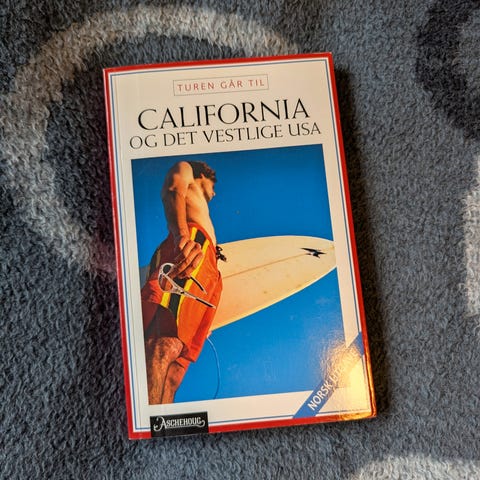 TUREN GÅR TIL
CALIFORNIA
OG DET VESTLIGE USA
NORSK
ASCHEHOUG